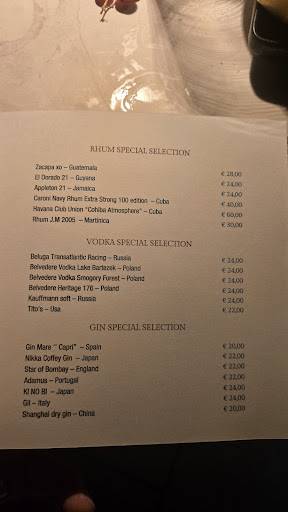 RHUM SPECIAL SELECTION
Zacapa xo – Guatemala € 28,00
El Dorado 21 – Guyana € 24,00
Appleton 21 – Jamaica € 24,00
Caroni Navy Rhum Extra Strong 100 edition – Cuba € 40,00
Havana Club Union "Cohiba Atmosphere" – Cuba € 60,00
Rhum J.M 2005 – Martinica € 30,00
VODKA SPECIAL SELECTION
Beluga Transatlantic Racing – Russia € 24,00
Belvedere Vodka Lake Bartezek – Poland € 24,00
Belvedere Vodka Smogory Forest – Poland € 24,00
Belvedere Heritage 176 – Poland € 24,00
Kauffmann soft – Russia € 24,00
Tito's – Usa € 22,00
GIN SPECIAL SELECTION
Gin Mare " Capri" – Spain € 20,00
Nikka Coffey Gin – Japan € 22,00
Star of Bombay – England € 22,00
Adamus – Portugal € 22,00
KI NO BI – Japan € 24,00
Gil – Italy € 24,00
Shanghai dry gin – China € 20,00